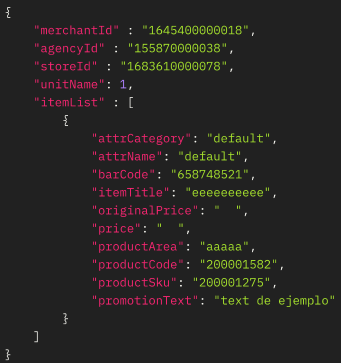 {
    "merchantId" : "1645400000018",
    "agencyId" : "155870000038",
    "storeId" : "1683610000078",
    "unitName": 1,
    "itemList" : [
        {
            "attrCategory": "default",
            "attrName": "default",
            "barCode": "658748521",
            "itemTitle": "eeeeeeeeee",
            "originalPrice": "  ",
            "price": "  ",
            "productArea": "aaaaa",
            "productCode": "200001582",
            "productSku": "200001275",
            "promotionText": "text de ejemplo"
        }
    ]
}